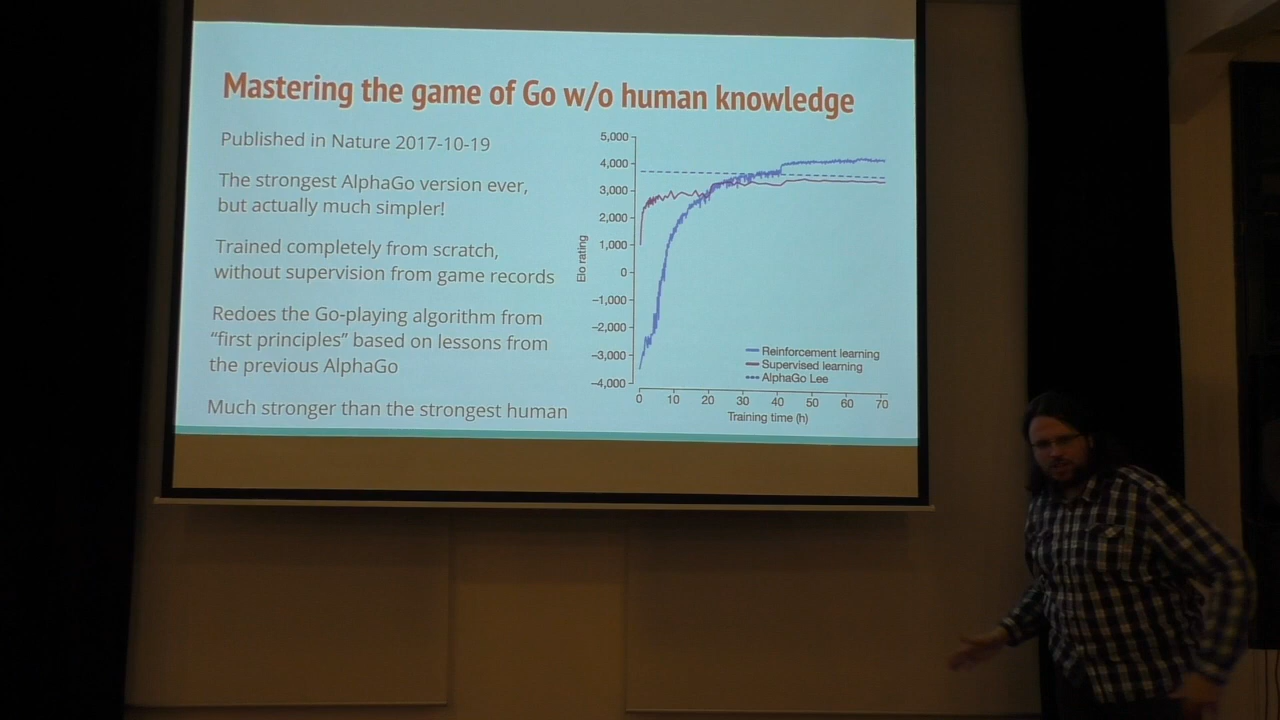 Mastering the game of Go w/o human knowledge
Published in Nature 2017-10-19
The strongest AlphaGo version ever,
but actually much simpler!
Trained completely from scratch,
without supervision from game records
Redoes the Go-playing algorithm from
“first principles” based on lessons from
the previous AlphaGo
Much stronger than the strongest human
5,000
4,000
3,000
2,000
1,000
0
−1,000
−2,000
−3,000
−4,000
Elo rating
Reinforcement learning
Supervised learning
AlphaGo Lee
0 10 20 30 40 50 60 70
Training time (h)